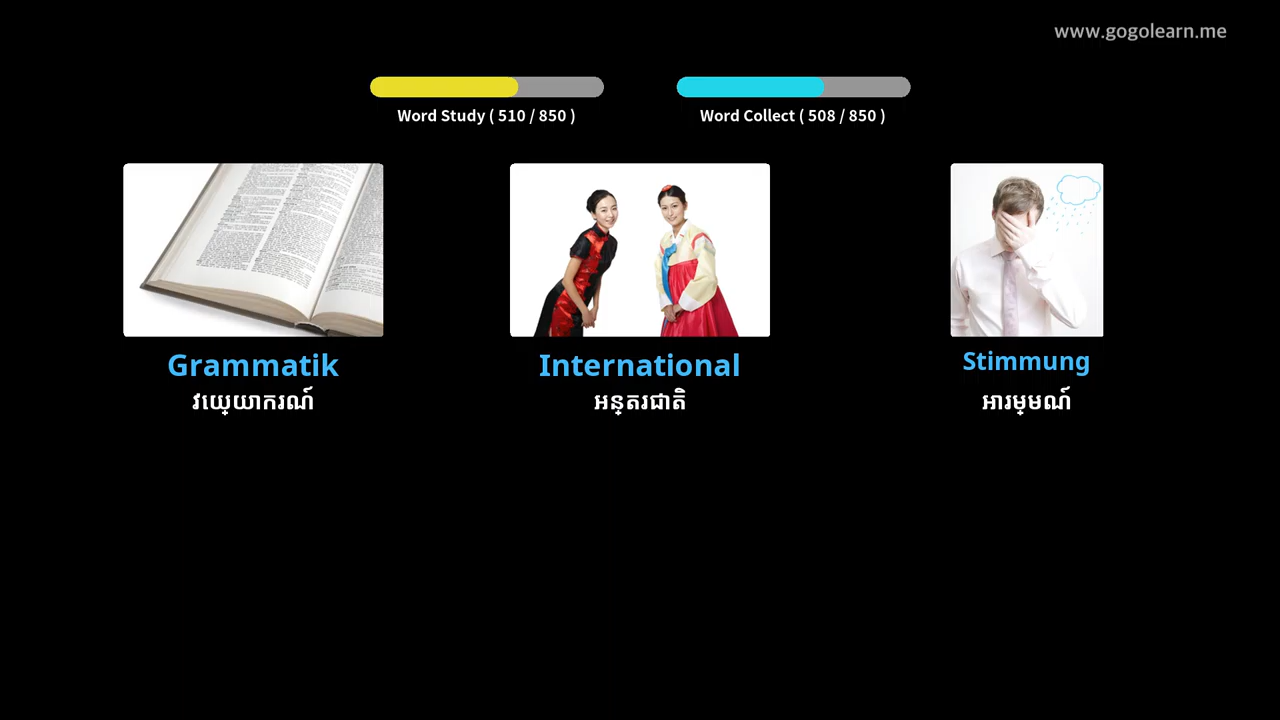 www.gogolearn.me
Word Study ( 510 / 850 )
Word Collect ( 508 / 850 )
Grammatik
International
Stimmung
វយេ្យាករណ៍
អន្តរជាតិ
អារម្មណ៍